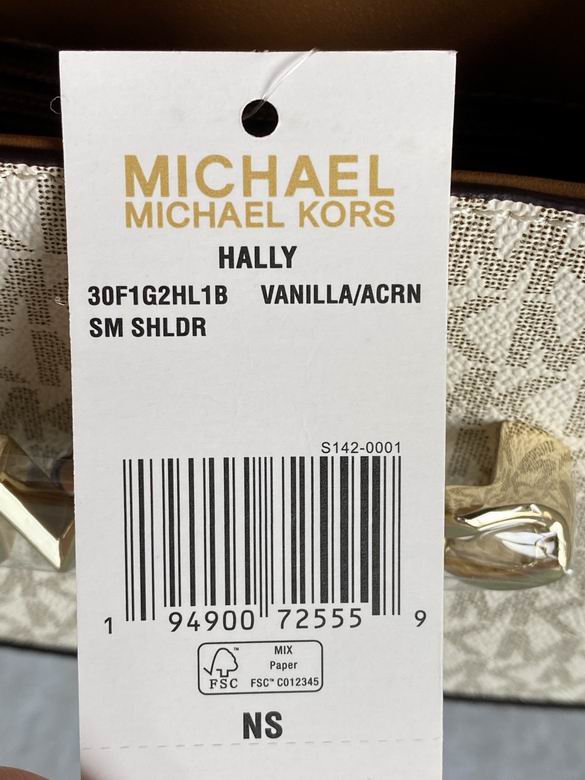 MICHAEL
MICHAEL KORS
HALLY
30F1G2HL1B VANILLA/ACRN
SM SHLDR
S142-0001
1 94900 72555 9
FSC™
MIX
Paper
FSC™ C012345
NS